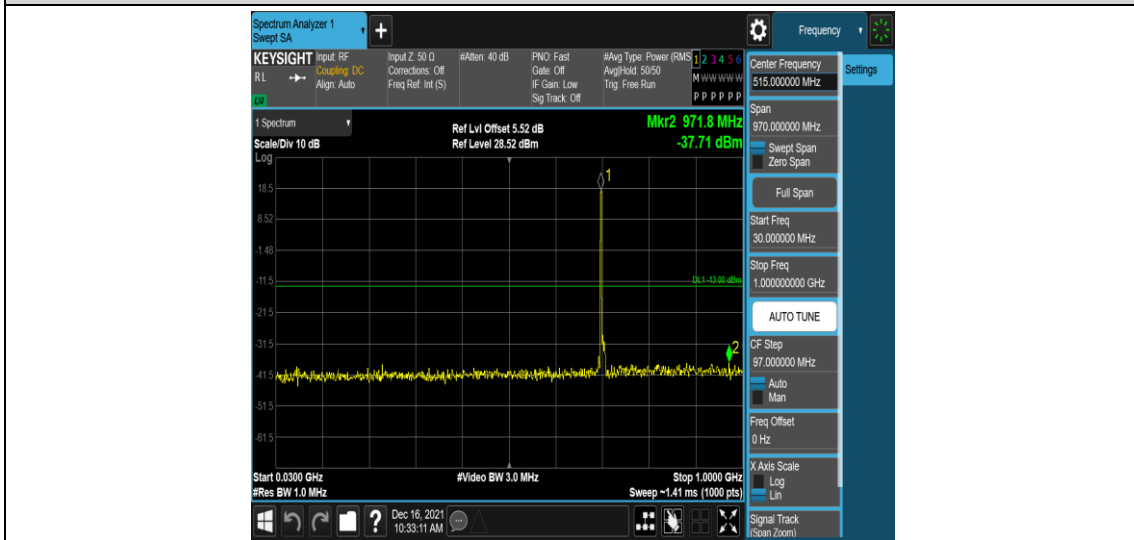 Spectrum Analyzer 1
Swept SA
+
Frequency
KEYSIGHT
RL
Input: RF
Coupling: DC
Align: Auto
Input Z: 50 Ω
Corrections: Off
Freq Ref: Int (S)
#Atten: 40 dB
PNO: Fast
Gate: Off
IF Gain: Low
Sig Track: Off
#Avg Type: Power (RMS
Avg|Hold: 50/50
Trig: Free Run
1 2 3 4 5 6
M W W W W W
P P P P P P
1 Spectrum
Scale/Div 10 dB
Log
Ref Lvl Offset 5.52 dB
Ref Level 28.52 dBm
Mkr2 971.8 MHz
-37.71 dBm
1
18.5
8.52
-1.48
DL1 -13.00 dBm
-11.5
-21.5
-31.5
2
-41.5
-51.5
-61.5
Start 0.0300 GHz
#Res BW 1.0 MHz
#Video BW 3.0 MHz
Stop 1.0000 GHz
Sweep ~1.41 ms (1000 pts)
?
Dec 16, 2021
10:33:11 AM
Center Frequency
515.000000 MHz
Settings
Span
970.000000 MHz
Swept Span
Zero Span
Full Span
Start Freq
30.000000 MHz
Stop Freq
1.000000000 GHz
AUTO TUNE
CF Step
97.000000 MHz
Auto
Man
Freq Offset
0 Hz
X Axis Scale
Log
Lin
Signal Track
(Span Zoom)